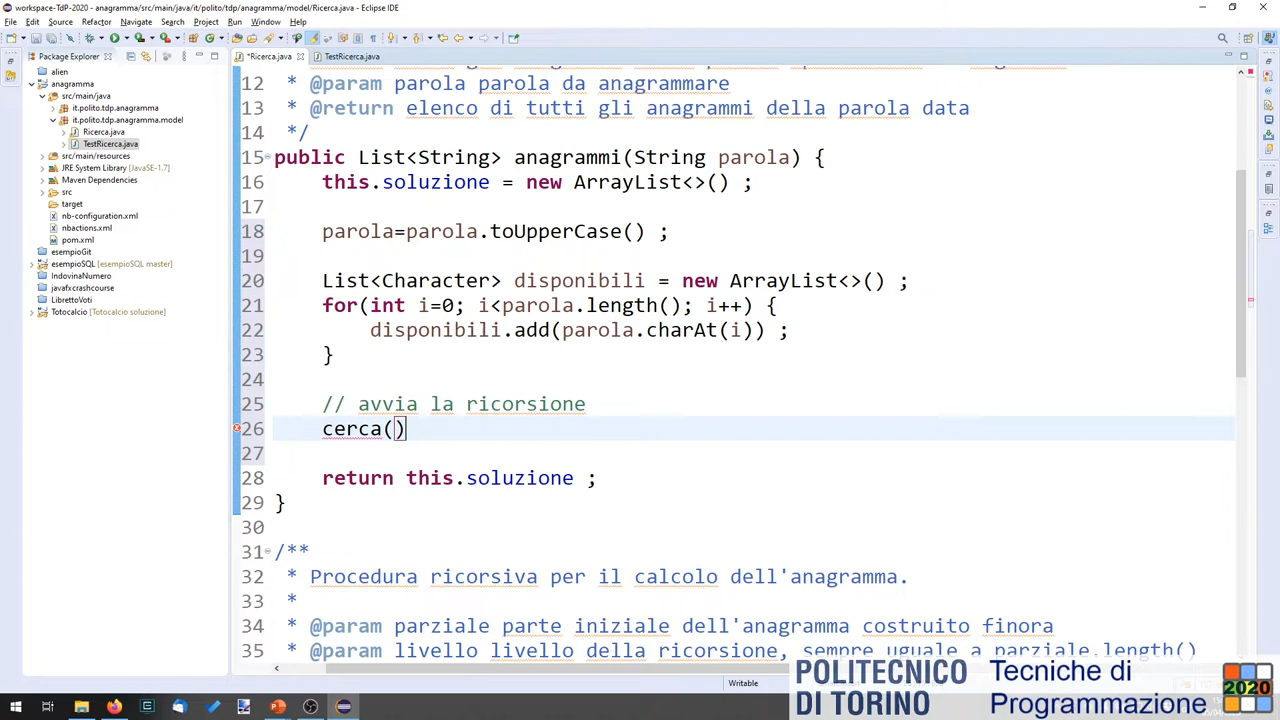 workspace-TdP-2020 - anagramma/src/main/java/it/polito/tdp/anagramma/model/Ricerca.java - Eclipse IDE
File Edit Source Refactor Navigate Search Project Run Window Help
Package Explorer
*Ricerca.java
TestRicerca.java
alien
anagramma
src/main/java
it.polito.tdp.anagramma
it.polito.tdp.anagramma.model
Ricerca.java
TestRicerca.java
src/main/resources
JRE System Library [JavaSE-1.7]
Maven Dependencies
src
target
nb-configuration.xml
nbactions.xml
pom.xml
esempioGit
esempioSQL [esempioSQL master]
IndovinaNumero
javafxcrashcourse
LibrettoVoti
Totocalcio [Totocalcio soluzione]
12 * @param parola parola da anagrammare
13 * @return elenco di tutti gli anagrammi della parola data
14 */
15 public List<String> anagrammi(String parola) {
16 this.soluzione = new ArrayList<>() ;
17
18 parola=parola.toUpperCase() ;
19
20 List<Character> disponibili = new ArrayList<>() ;
21 for(int i=0; i<parola.length(); i++) {
22 disponibili.add(parola.charAt(i)) ;
23 }
24
25 // avvia la ricorsione
26 cerca()
27
28 return this.soluzione ;
29 }
30
31 /**
32 * Procedura ricorsiva per il calcolo dell'anagramma.
33 *
34 * @param parziale parte iniziale dell'anagramma costruito finora
35 * @param livello livello della ricorsione, sempre uguale a parziale.length()
Writable
POLITECNICO
DI TORINO
Tecniche di
Programmazione
2020